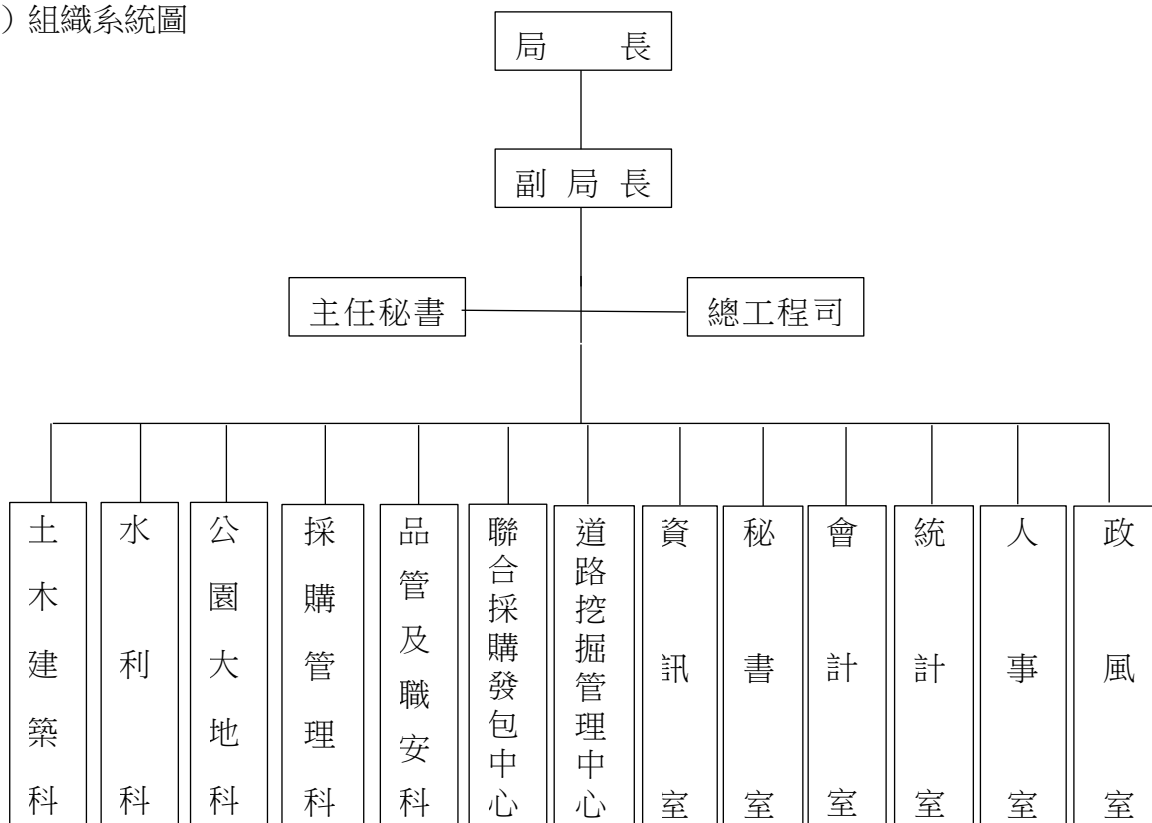 ）組織系統圖
局　　長
副 局 長
主任秘書
總工程司
土木建築科
水利科
公園大地科
採購管理科
品管及職安科
聯合採購發包中心
道路挖掘管理中心
資訊室
秘書室
會計室
統計室
人事室
政風室